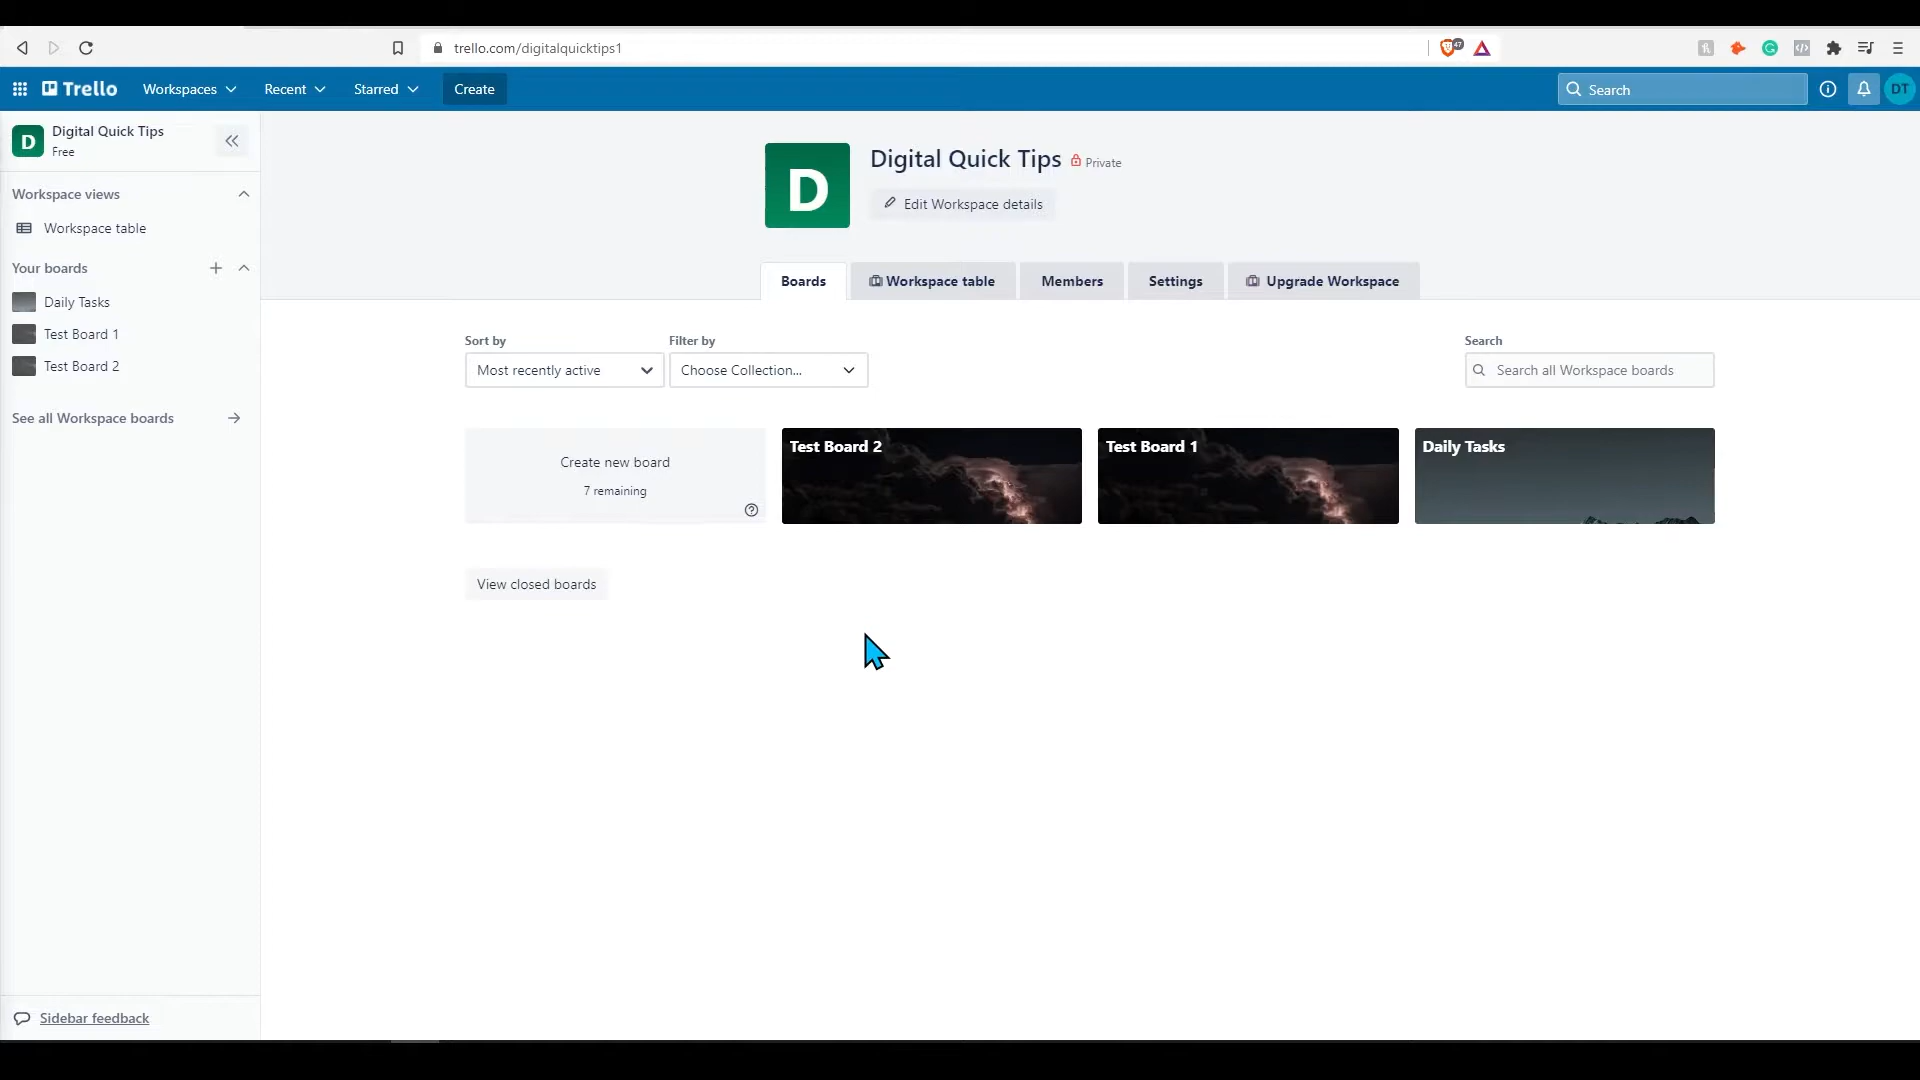 trello.com/digitalquicktips1
47
Trello Workspaces Recent Starred Create Search DT
D Digital Quick Tips
Free
Workspace views
Workspace table
Your boards
Daily Tasks
Test Board 1
Test Board 2
See all Workspace boards
Sidebar feedback
D
Digital Quick Tips Private
Edit Workspace details
Boards Workspace table Members Settings Upgrade Workspace
Sort by Filter by Search
Most recently active Choose Collection... Search all Workspace boards
Create new board
7 remaining
Test Board 2
Test Board 1
Daily Tasks
View closed boards